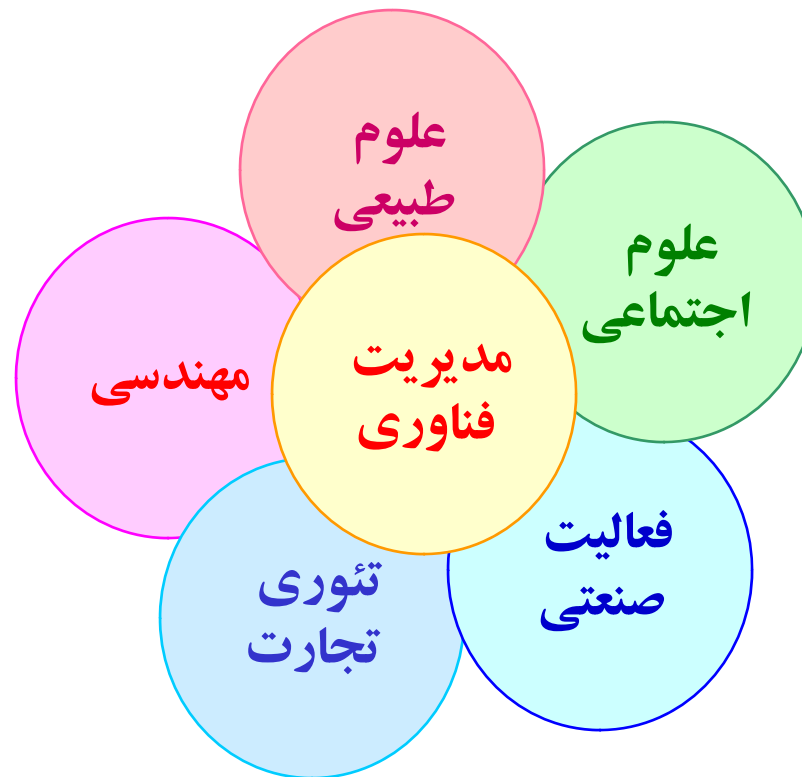 علوم
طبیعی
علوم
اجتماعی
مدیریت
فناوری
مهندسی
فعالیت
صنعتی
تئوری
تجارت